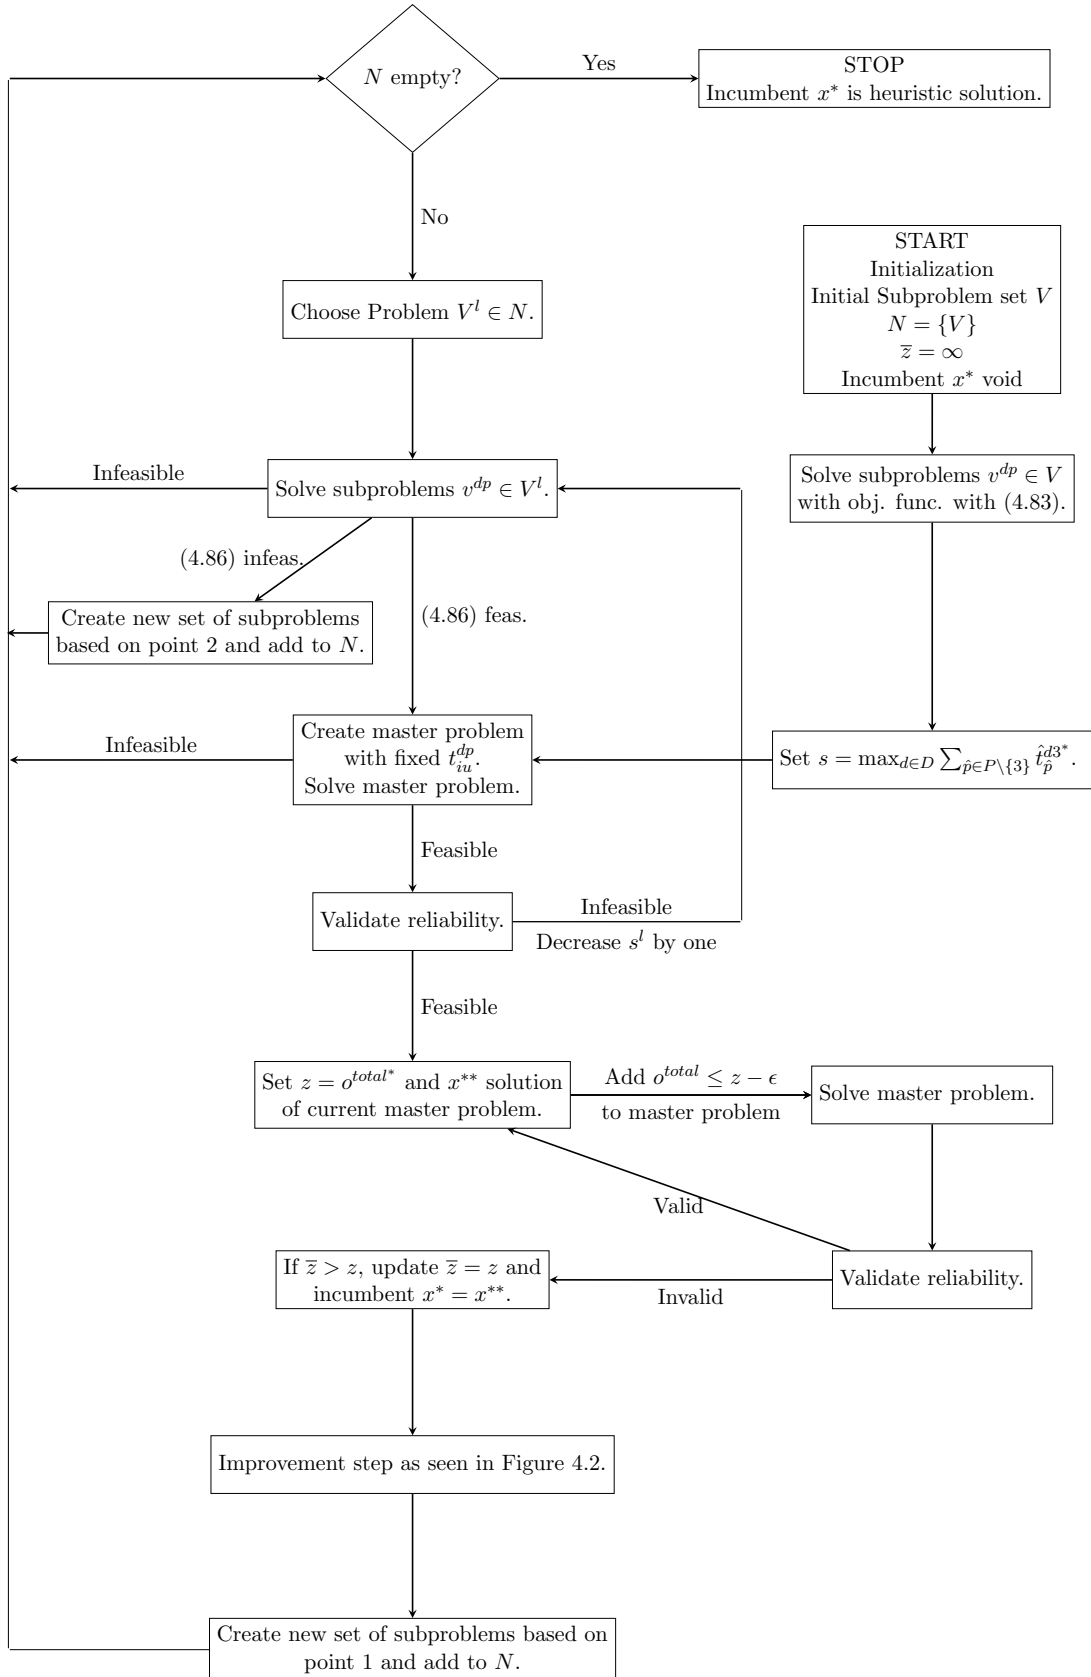 N empty?
Yes
STOP
Incumbent x* is heuristic solution.
No
START
Initialization
Initial Subproblem set V
N = {V}
z̅ = ∞
Incumbent x* void
Choose Problem V^l ∈ N.
Infeasible
Solve subproblems v^{dp} ∈ V^l.
Solve subproblems v^{dp} ∈ V
with obj. func. with (4.83).
(4.86) infeas.
Create new set of subproblems
based on point 2 and add to N.
(4.86) feas.
Infeasible
Create master problem
with fixed t_{iu}^{dp}.
Solve master problem.
Set s = max_{d∈D} ∑_{p̂∈P\{3}} t̂_{p̂}^{d3*}.
Feasible
Validate reliability.
Infeasible
Decrease s^l by one
Feasible
Set z = o^{total*} and x** solution
of current master problem.
Add o^{total} ≤ z − ϵ
to master problem
Solve master problem.
Valid
If z̅ > z, update z̅ = z and
incumbent x* = x**.
Invalid
Validate reliability.
Improvement step as seen in Figure 4.2.
Create new set of subproblems based on
point 1 and add to N.